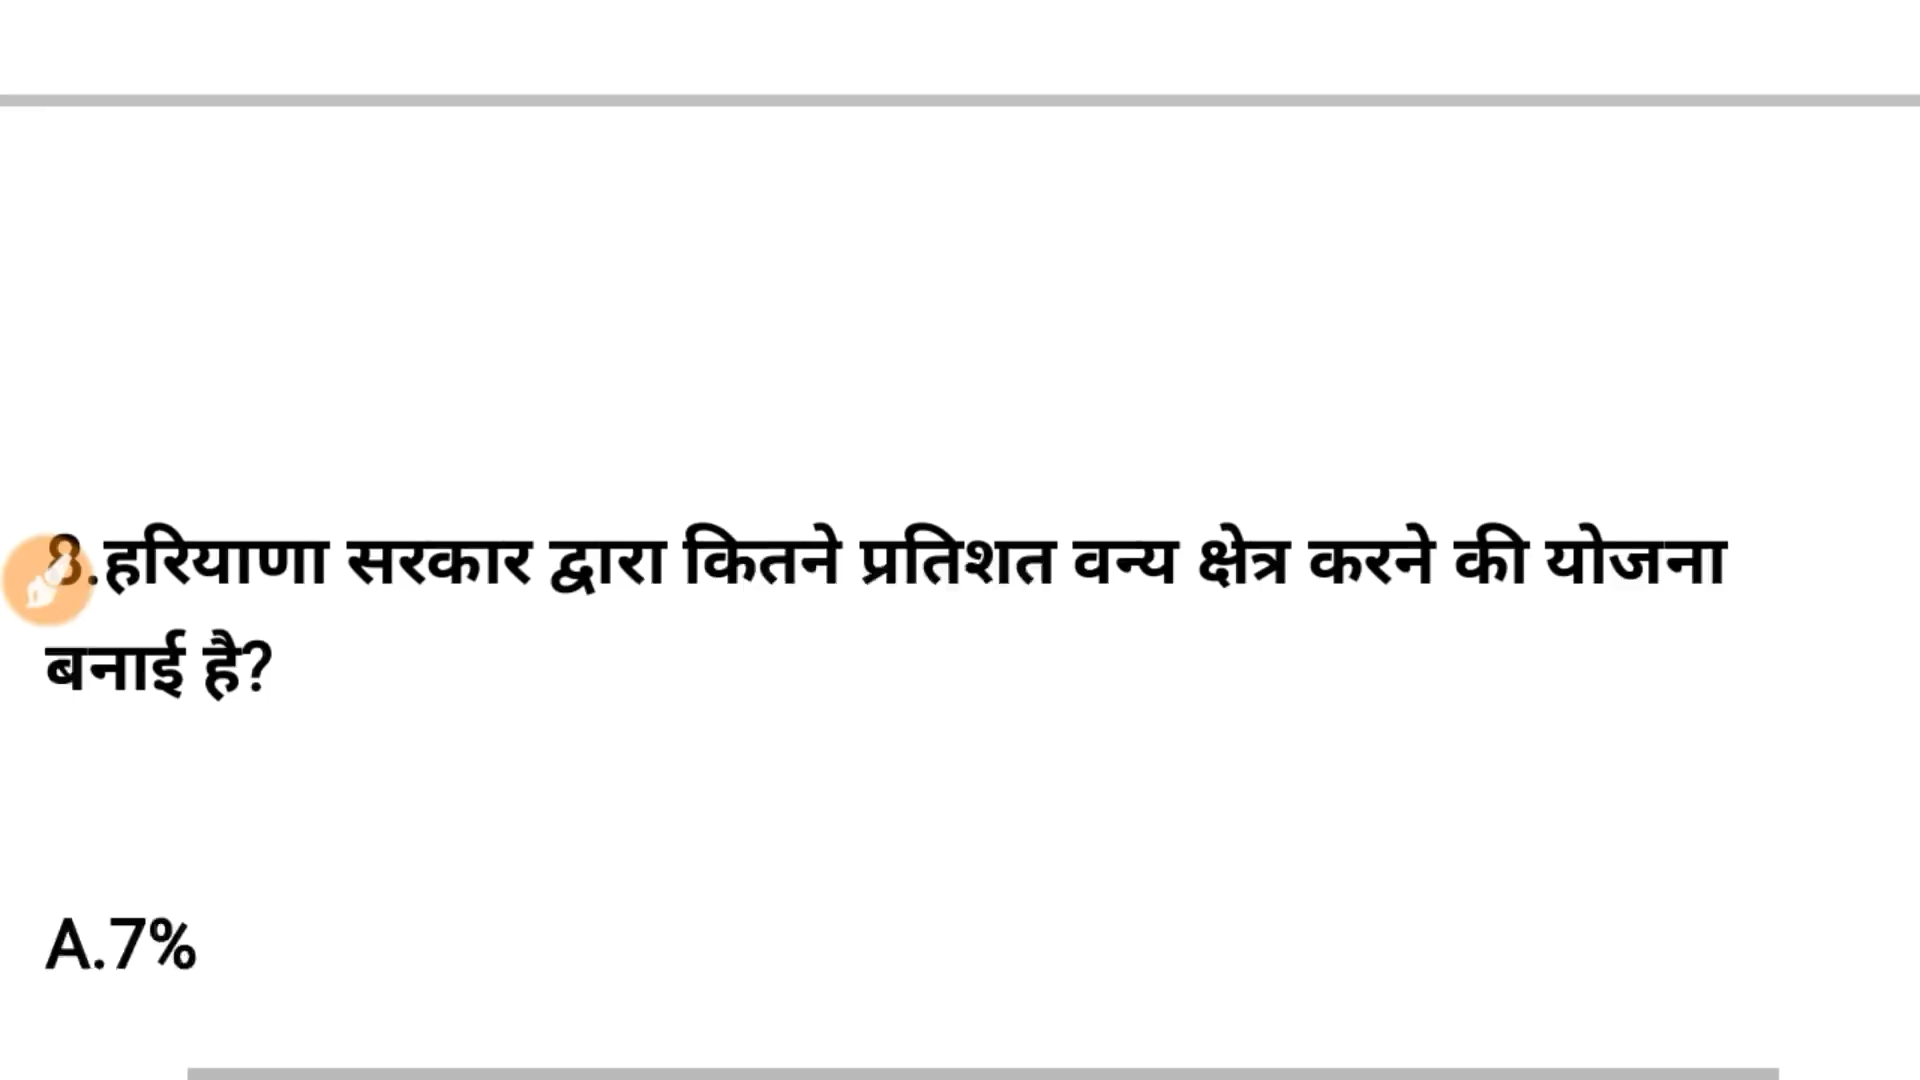 8.हरियाणा सरकार द्वारा कितने प्रतिशत वन्य क्षेत्र करने की योजना
बनाई है?
A.7%